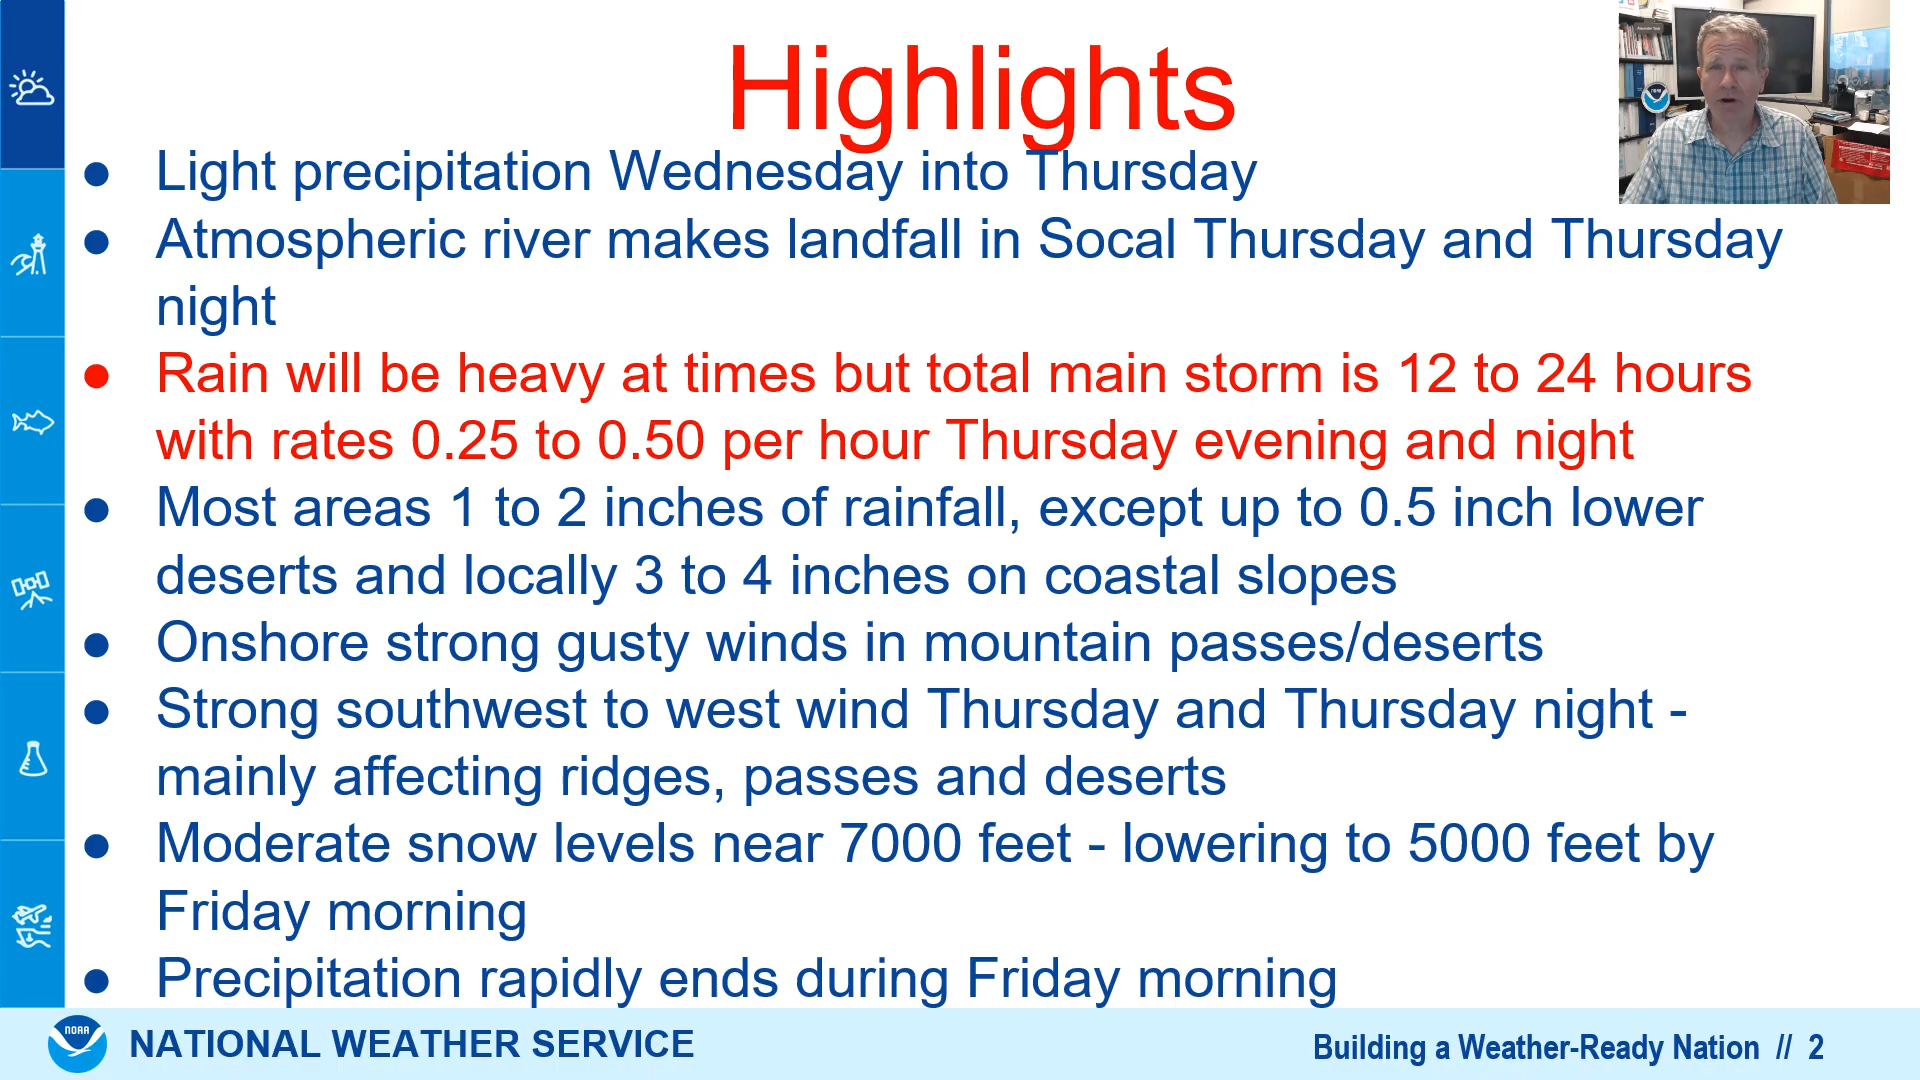 Highlights
● Light precipitation Wednesday into Thursday
● Atmospheric river makes landfall in Socal Thursday and Thursday
night
● Rain will be heavy at times but total main storm is 12 to 24 hours
with rates 0.25 to 0.50 per hour Thursday evening and night
● Most areas 1 to 2 inches of rainfall, except up to 0.5 inch lower
deserts and locally 3 to 4 inches on coastal slopes
● Onshore strong gusty winds in mountain passes/deserts
● Strong southwest to west wind Thursday and Thursday night -
mainly affecting ridges, passes and deserts
● Moderate snow levels near 7000 feet - lowering to 5000 feet by
Friday morning
● Precipitation rapidly ends during Friday morning
NOAA
NATIONAL WEATHER SERVICE
Building a Weather-Ready Nation // 2